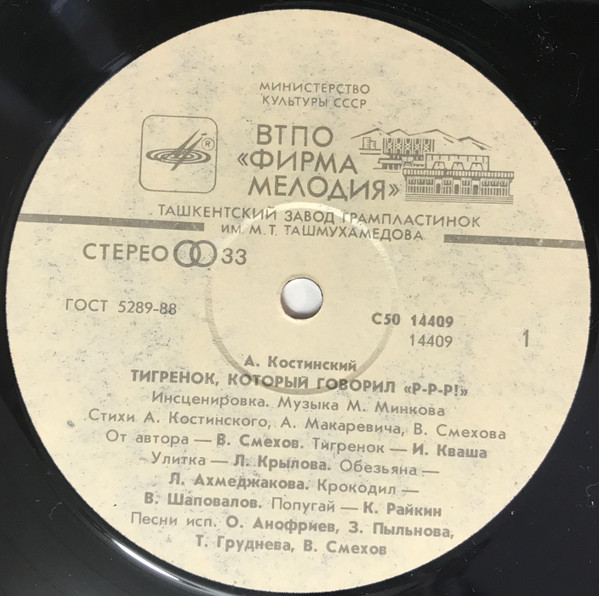 МИНИСТЕРСТВО
КУЛЬТУРЫ СССР
ВТПО
«ФИРМА
МЕЛОДИЯ»
®
ТАШКЕНТСКИЙ ЗАВОД ГРАМПЛАСТИНОК
ИМ. М. Т. ТАШМУХАМЕДОВА
СТЕРЕО 33
ГОСТ 5289-88
С50 14409
14409
1
А. Костинский
ТИГРЕНОК, КОТОРЫЙ ГОВОРИЛ «Р-Р-Р!»
Инсценировка. Музыка М. Минкова
Стихи А. Костинского, А. Макаревича, В. Смехова
От автора — В. Смехов. Тигренок — И. Кваша
Улитка — Л. Крылова. Обезьяна —
Л. Ахмеджакова. Крокодил —
В. Шаповалов. Попугай — К. Райкин
Песни исп. О. Анофриев, З. Пыльнова,
Т. Груднева, В. Смехов